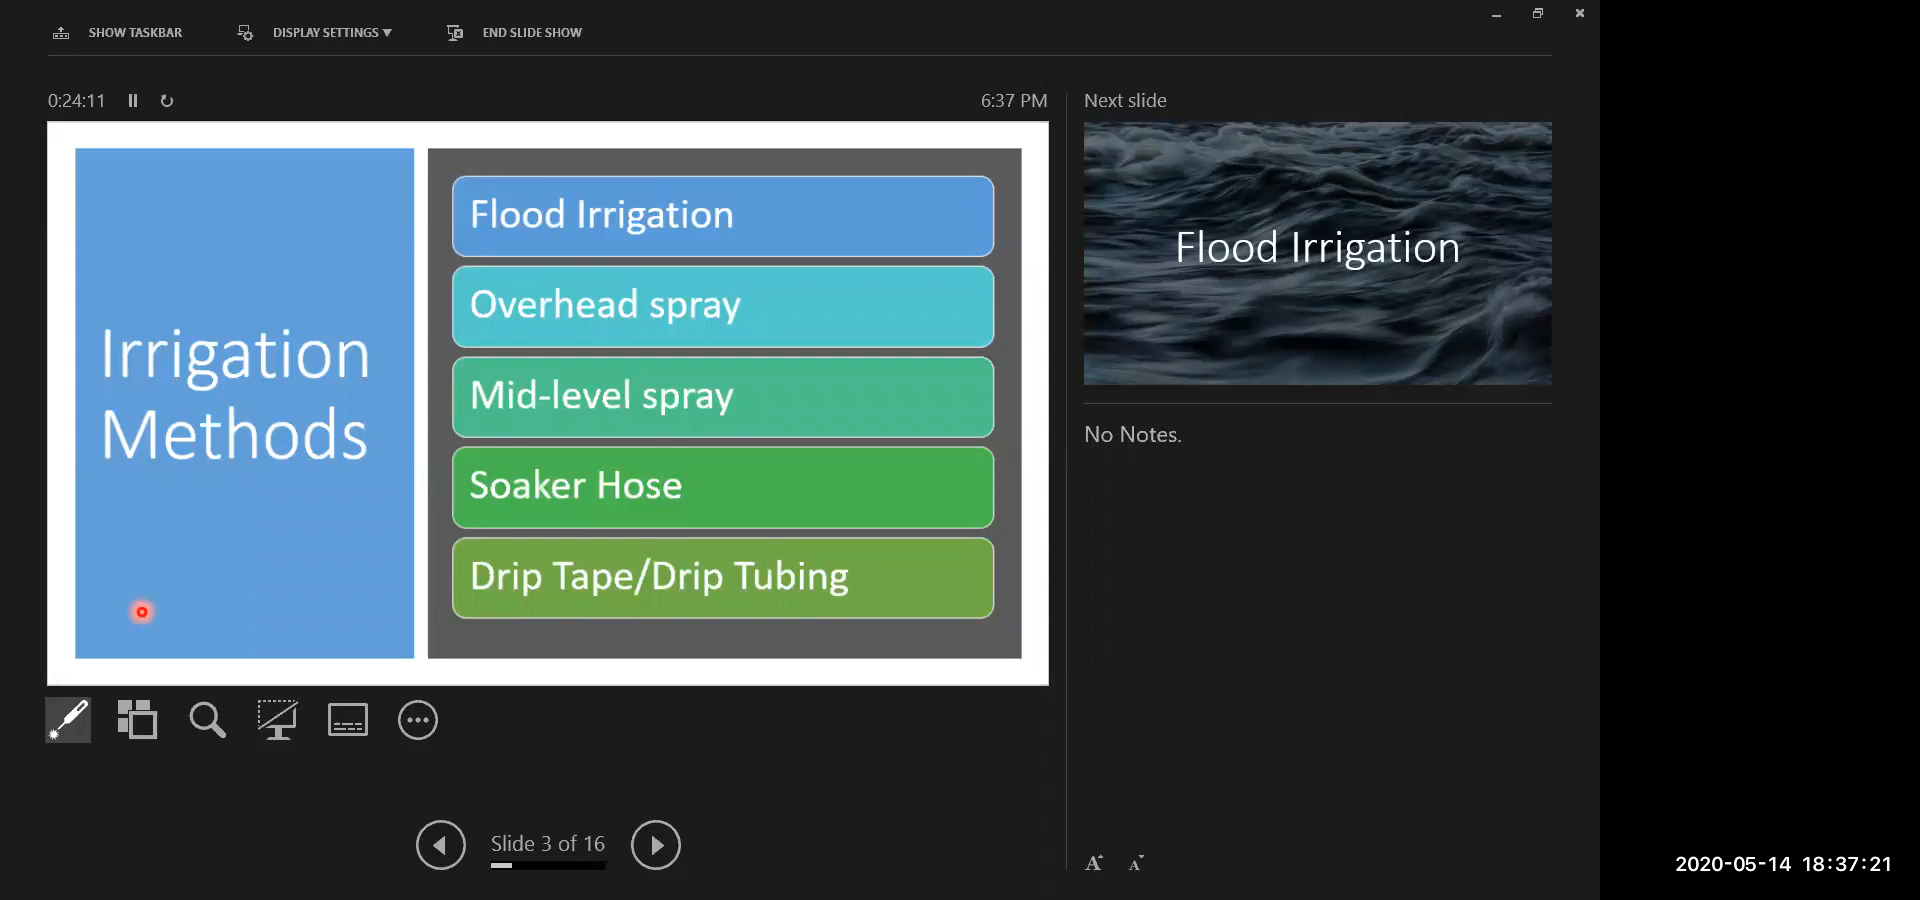 SHOW TASKBAR
DISPLAY SETTINGS ▼
END SLIDE SHOW
0:24:11
6:37 PM
Irrigation
Methods
Flood Irrigation
Overhead spray
Mid-level spray
Soaker Hose
Drip Tape/Drip Tubing
Slide 3 of 16
Next slide
Flood Irrigation
No Notes.
A
A
2020-05-14 18:37:21